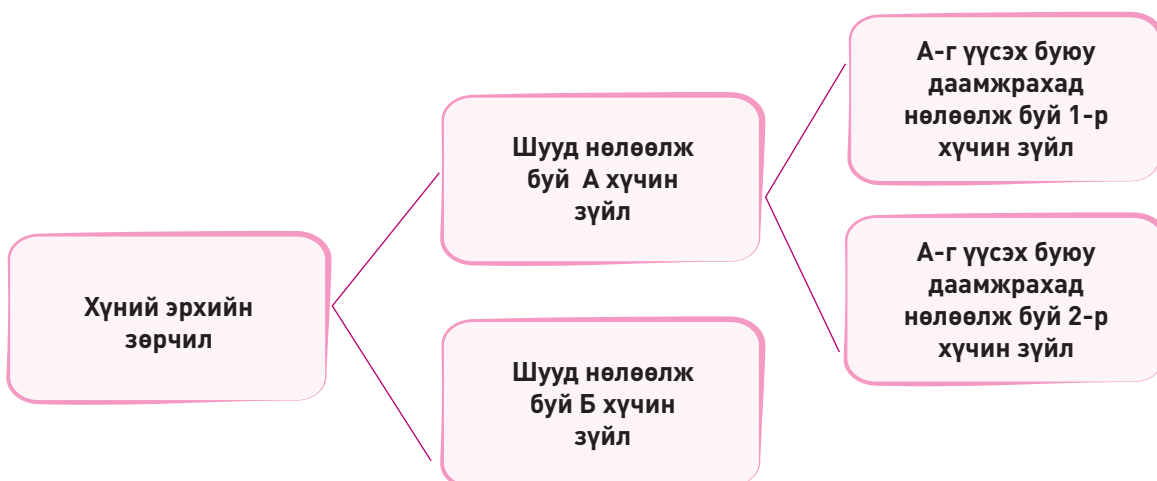 Хүний эрхийн
зөрчил
Шууд нөлөөлж
буй А хүчин
зүйл
Шууд нөлөөлж
буй Б хүчин
зүйл
А-г үүсэх буюу
даамжрахад
нөлөөлж буй 1-р
хүчин зүйл
А-г үүсэх буюу
даамжрахад
нөлөөлж буй 2-р
хүчин зүйл